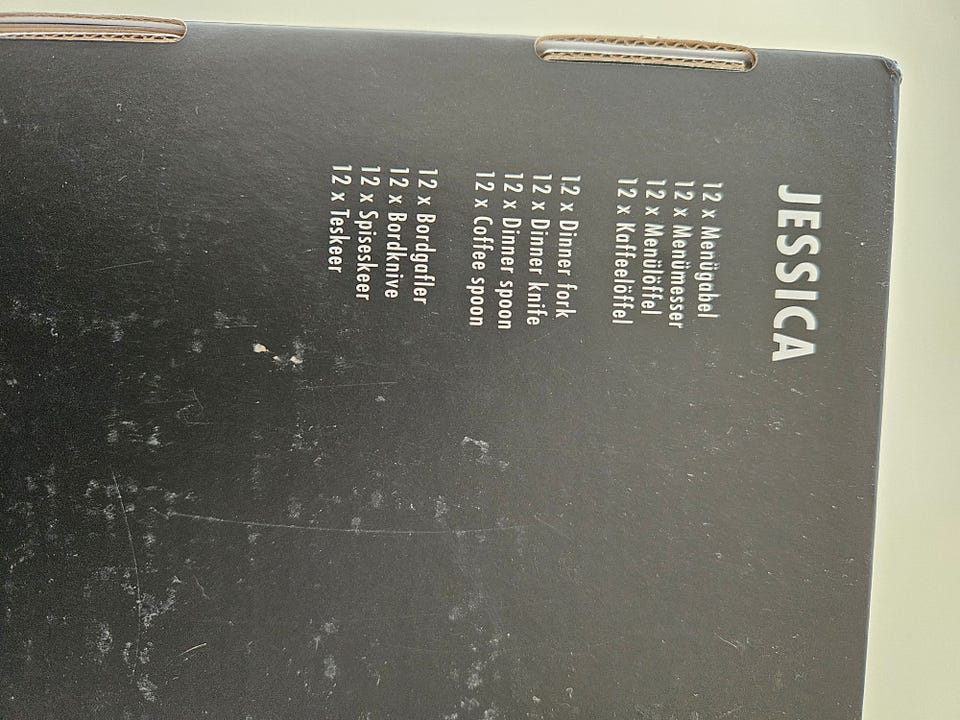 JESSICA
12 x Menügabel
12 x Menümesser
12 x Menülöffel
12 x Kaffeelöffel
12 x Dinner fork
12 x Dinner knife
12 x Dinner spoon
12 x Coffee spoon
12 x Bordgafler
12 x Bordknive
12 x Spiseskeer
12 x Teskeer